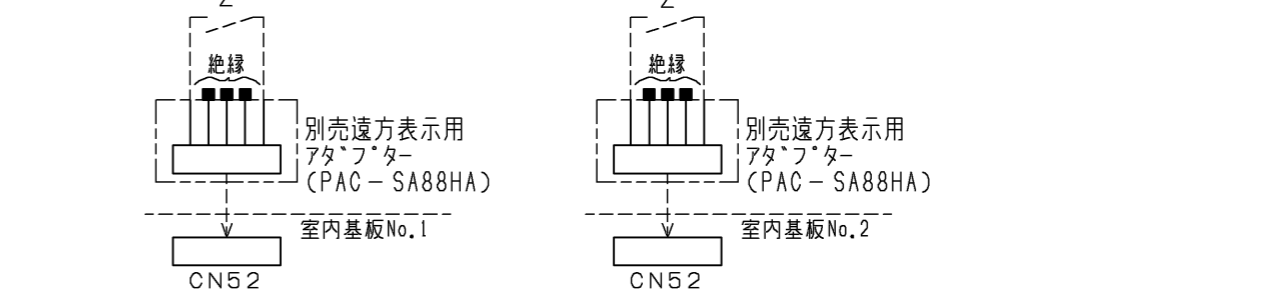 Z
Z
絶縁
絶縁
別売遠方表示用
アダプター
(PAC－SA88HA)
別売遠方表示用
アダプター
(PAC－SA88HA)
室内基板No.1
室内基板No.2
CN52
CN52